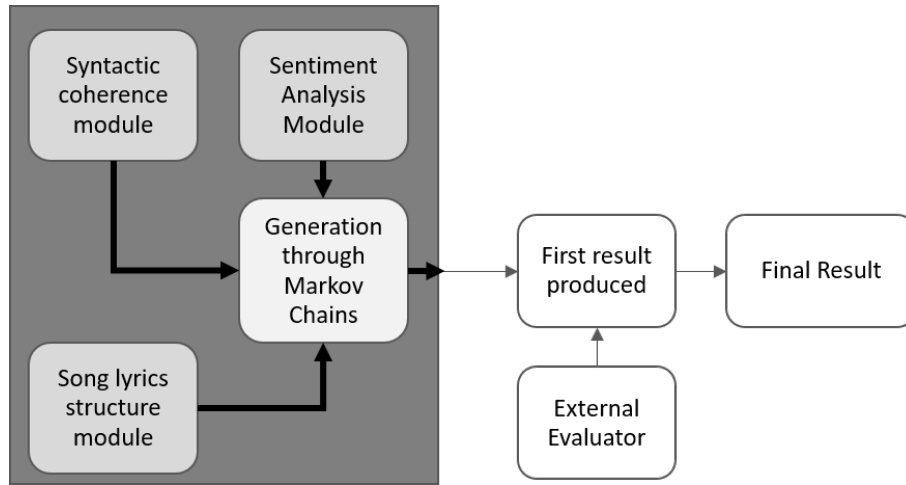 Syntactic
coherence
module
Sentiment
Analysis
Module
Generation
through
Markov
Chains
First result
produced
Final Result
Song lyrics
structure
module
External
Evaluator